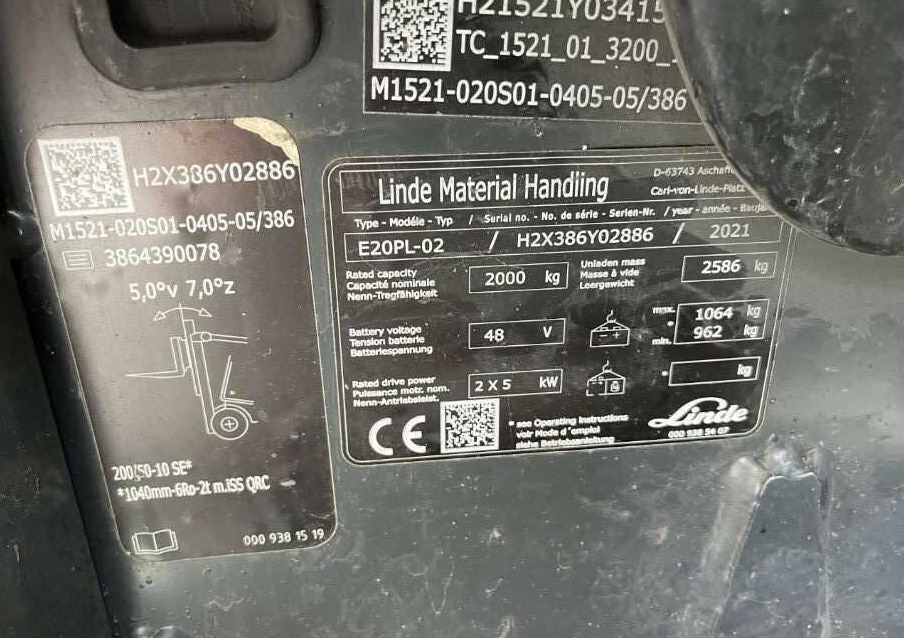 H21521Y03415
TC_1521_01_3200_
M1521-020S01-0405-05/386
H2X386Y02886
M1521-020S01-0405-05/386
3864390078
5,0°v 7,0°z
200/50-10 SE*
*1040mm-6Ro-2t m.ISS QRC
000 938 15 19
Linde Material Handling
D-63743 Aschaff
Carl-von-Linde-Platz
Type - Modèle - Typ / Serial no. - No. de série - Serien-Nr. / year - année - Baujah
E20PL-02 / H2X386Y02886 / 2021
Rated capacity
Capacité nominale
Nenn-Tragfähigkeit
2000 kg
Unladen mass
Masse à vide
Leergewicht
2586 kg
Battery voltage
Tension batterie
Batteriespannung
48 V
max. 1064 kg
*
min. 962 kg
Rated drive power
Puissance motr. nom.
Nenn-Antriebsleist.
2 X 5 kW
* kg
CE
* see Operating Instructions
voir Mode d'emploi
siehe Betriebsanleitung
Linde
000 938 54 07